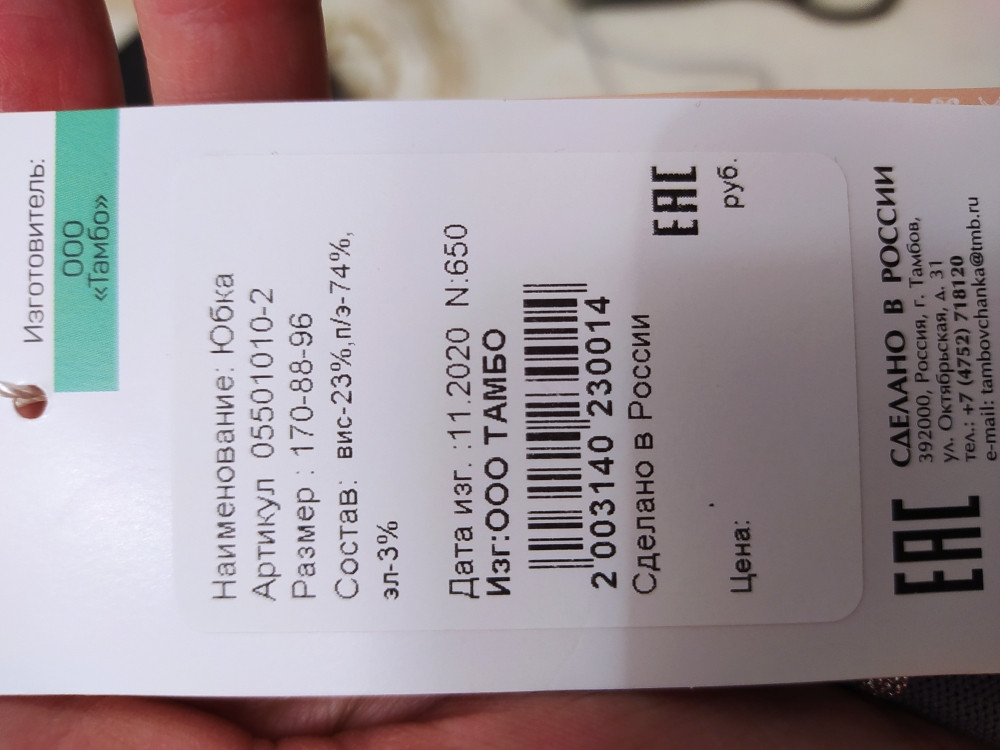 Изготовитель:
ООО
«Тамбо»
Наименование: Юбка
Артикул 05501010-2
Размер : 170-88-96
Состав: вис-23%,п/э-74%,
эл-3%
Дата изг. :11.2020 N:650
Изг:ООО ТАМБО
2 003140 230014
Сделано в России
EAC
Цена: руб.
EAC
СДЕЛАНО В РОССИИ
392000, Россия, г. Тамбов,
ул. Октябрьская, д. 31
тел.: +7 (4752) 718120
e-mail: tambovchanka@tmb.ru